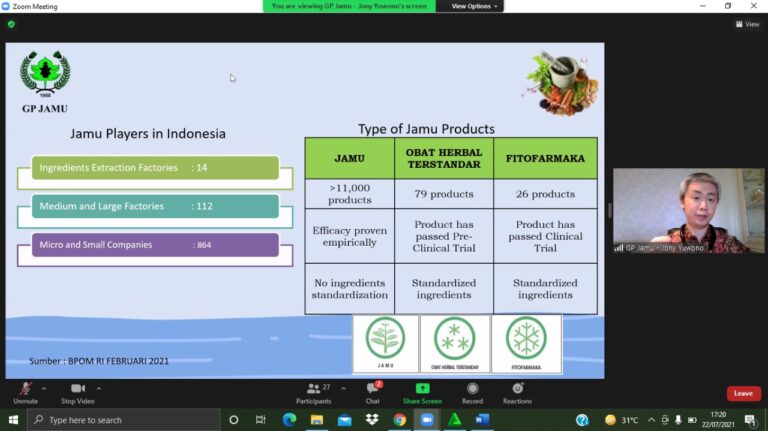 Zoom Meeting
You are viewing GP Jamu - Jony Yuwono's screen
View Options
View
1985
GP JAMU
Jamu Players in Indonesia
Ingredients Extraction Factories : 14
Medium and Large Factories : 112
Micro and Small Companies : 864
Type of Jamu Products
JAMU
OBAT HERBAL
TERSTANDAR
FITOFARMAKA
>11,000
products
79 products
26 products
Efficacy proven
empirically
Product has
passed Pre-
Clinical Trial
Product has
passed Clinical
Trial
No ingredients
standardization
Standardized
ingredients
Standardized
ingredients
JAMU
OBAT HERBAL TERSTANDAR
FITOFARMAKA
Sumber : BPOM RI FEBRUARI 2021
GP Jamu - Jony Yuwono
Unmute
Stop Video
27
Participants
2
Chat
Share Screen
Record
Reactions
Leave
Type here to search
31°C
17:20
22/07/2021